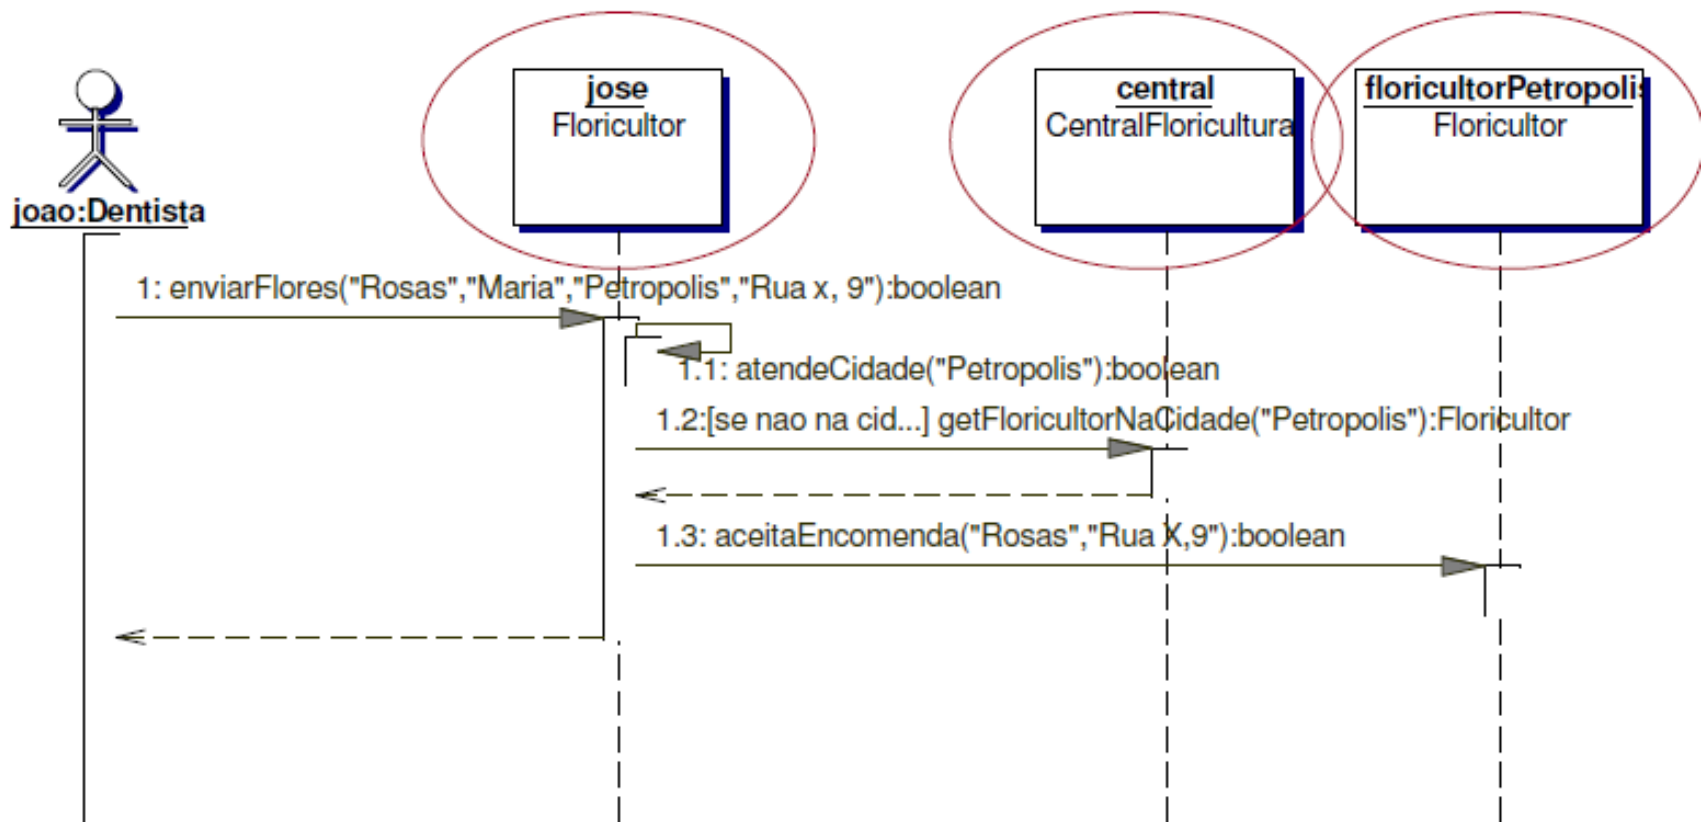 jose
Floricultor
central
CentralFloricultura
floricultorPetropolis
Floricultor
joao:Dentista
1: enviarFlores("Rosas","Maria","Petropolis","Rua x, 9"):boolean
1.1: atendeCidade("Petropolis"):boolean
1.2:[se nao na cid...] getFloricultorNaCidade("Petropolis"):Floricultor
1.3: aceitaEncomenda("Rosas","Rua X,9"):boolean